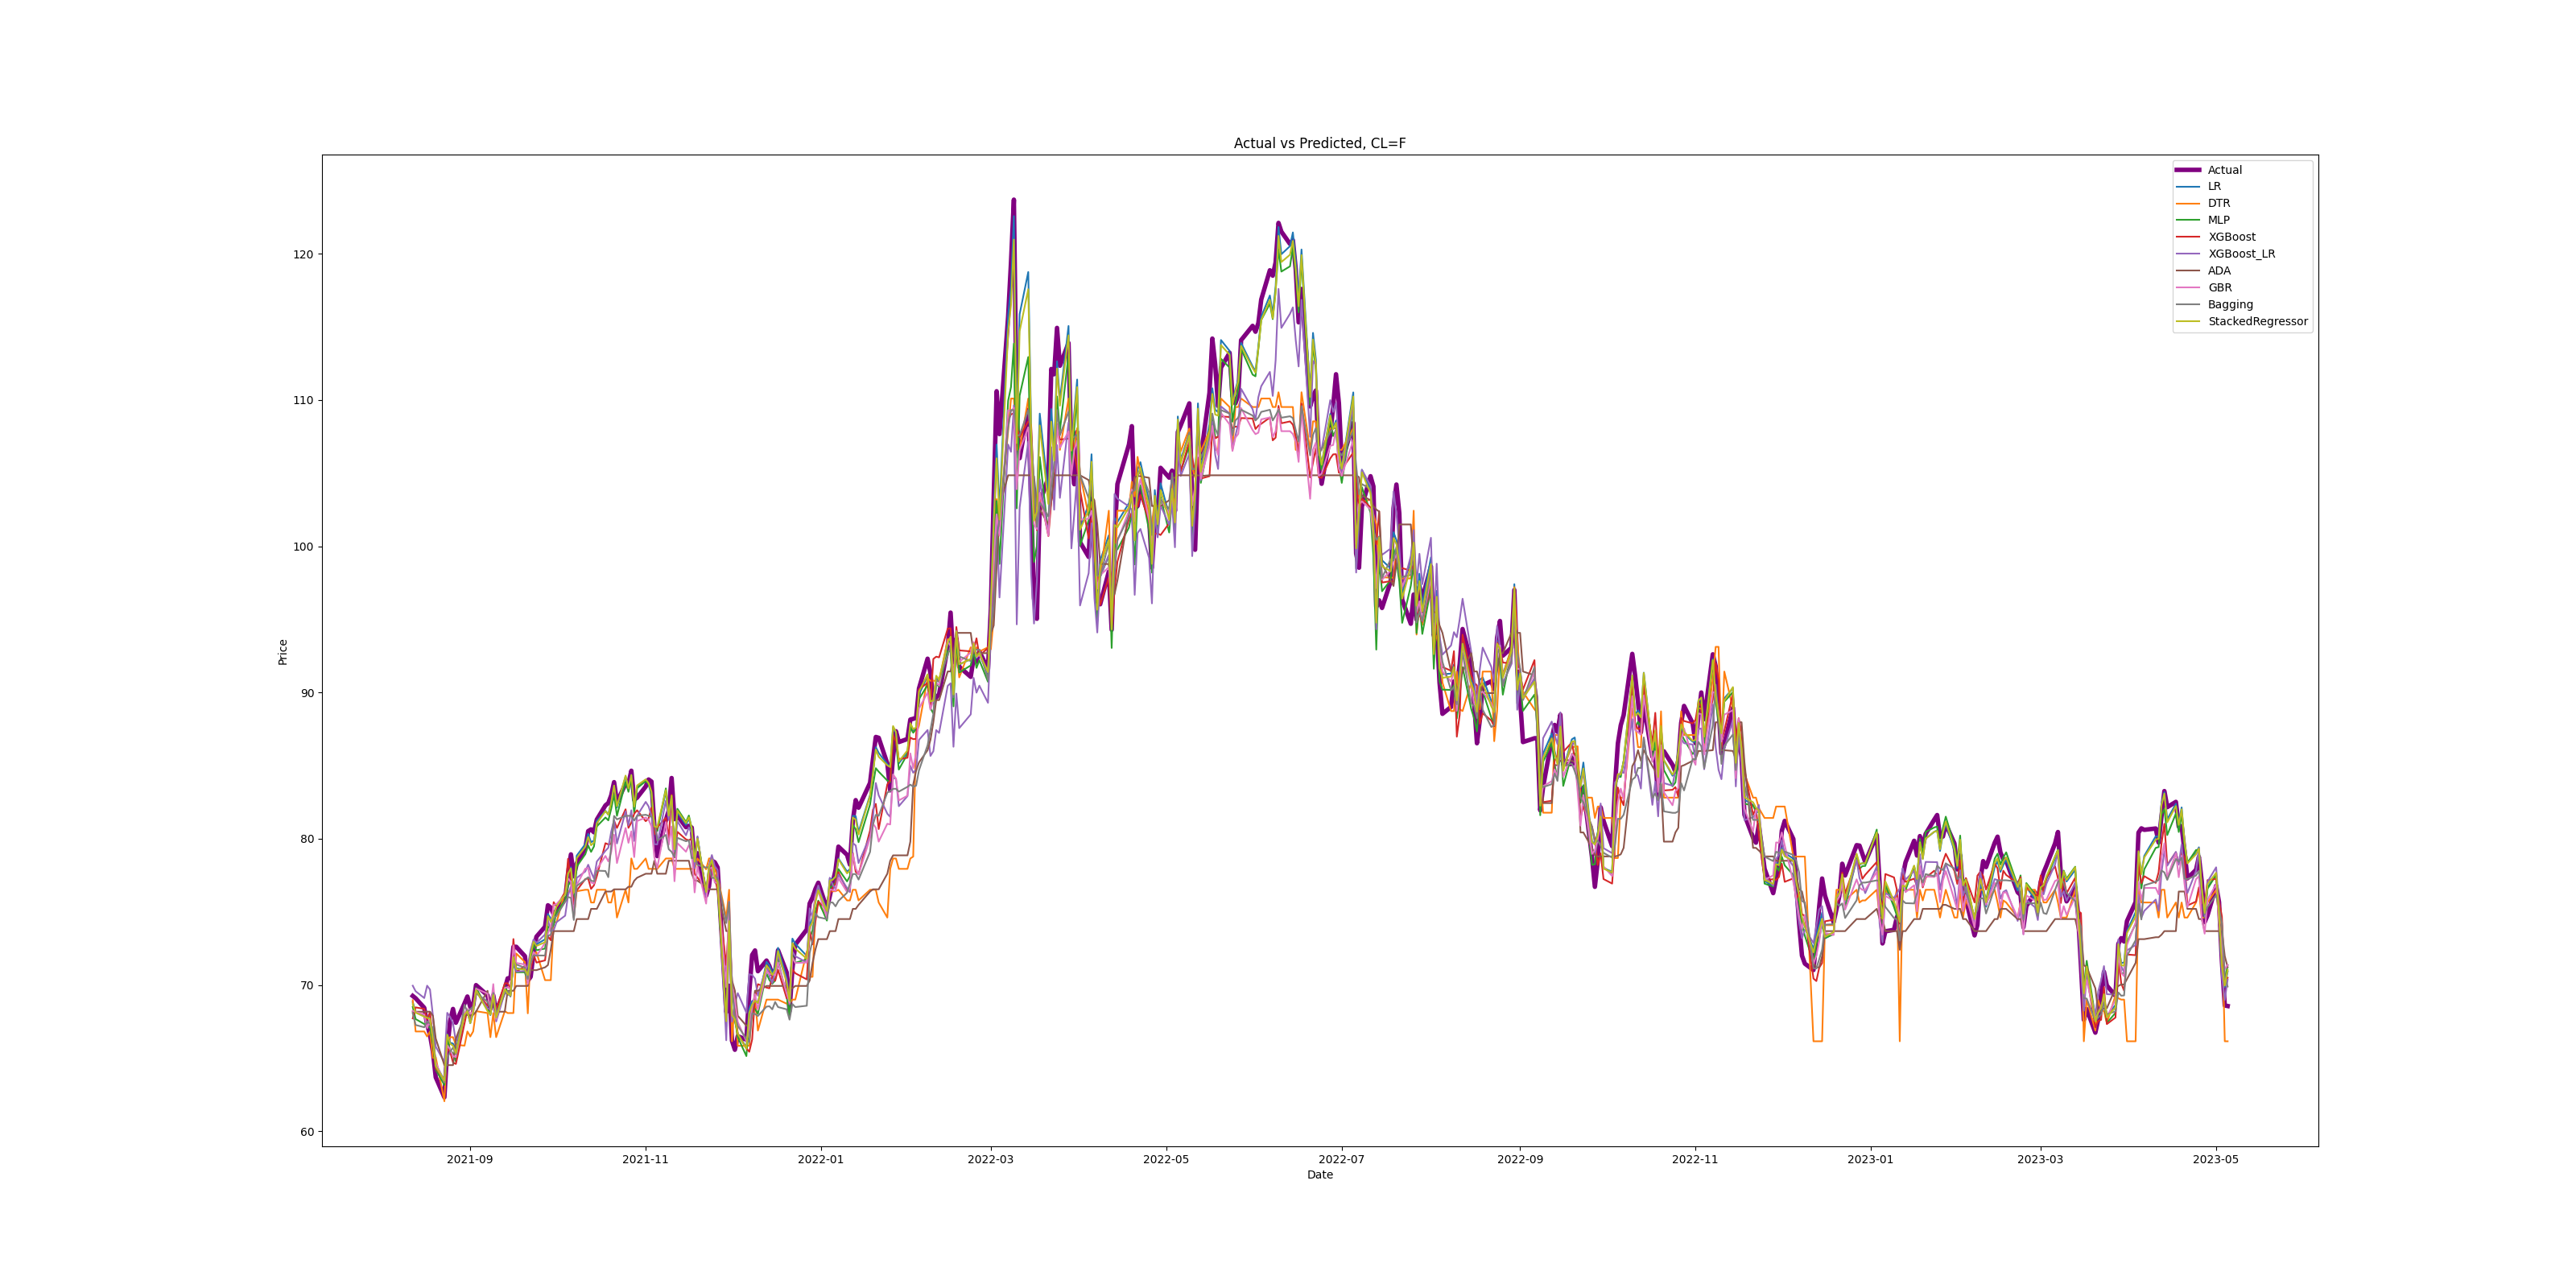 Actual vs Predicted, CL=F
Actual
LR
DTR
MLP
XGBoost
XGBoost_LR
ADA
GBR
Bagging
StackedRegressor
Price
120
110
100
90
80
70
60
2021-09
2021-11
2022-01
2022-03
2022-05
2022-07
2022-09
2022-11
2023-01
2023-03
2023-05
Date